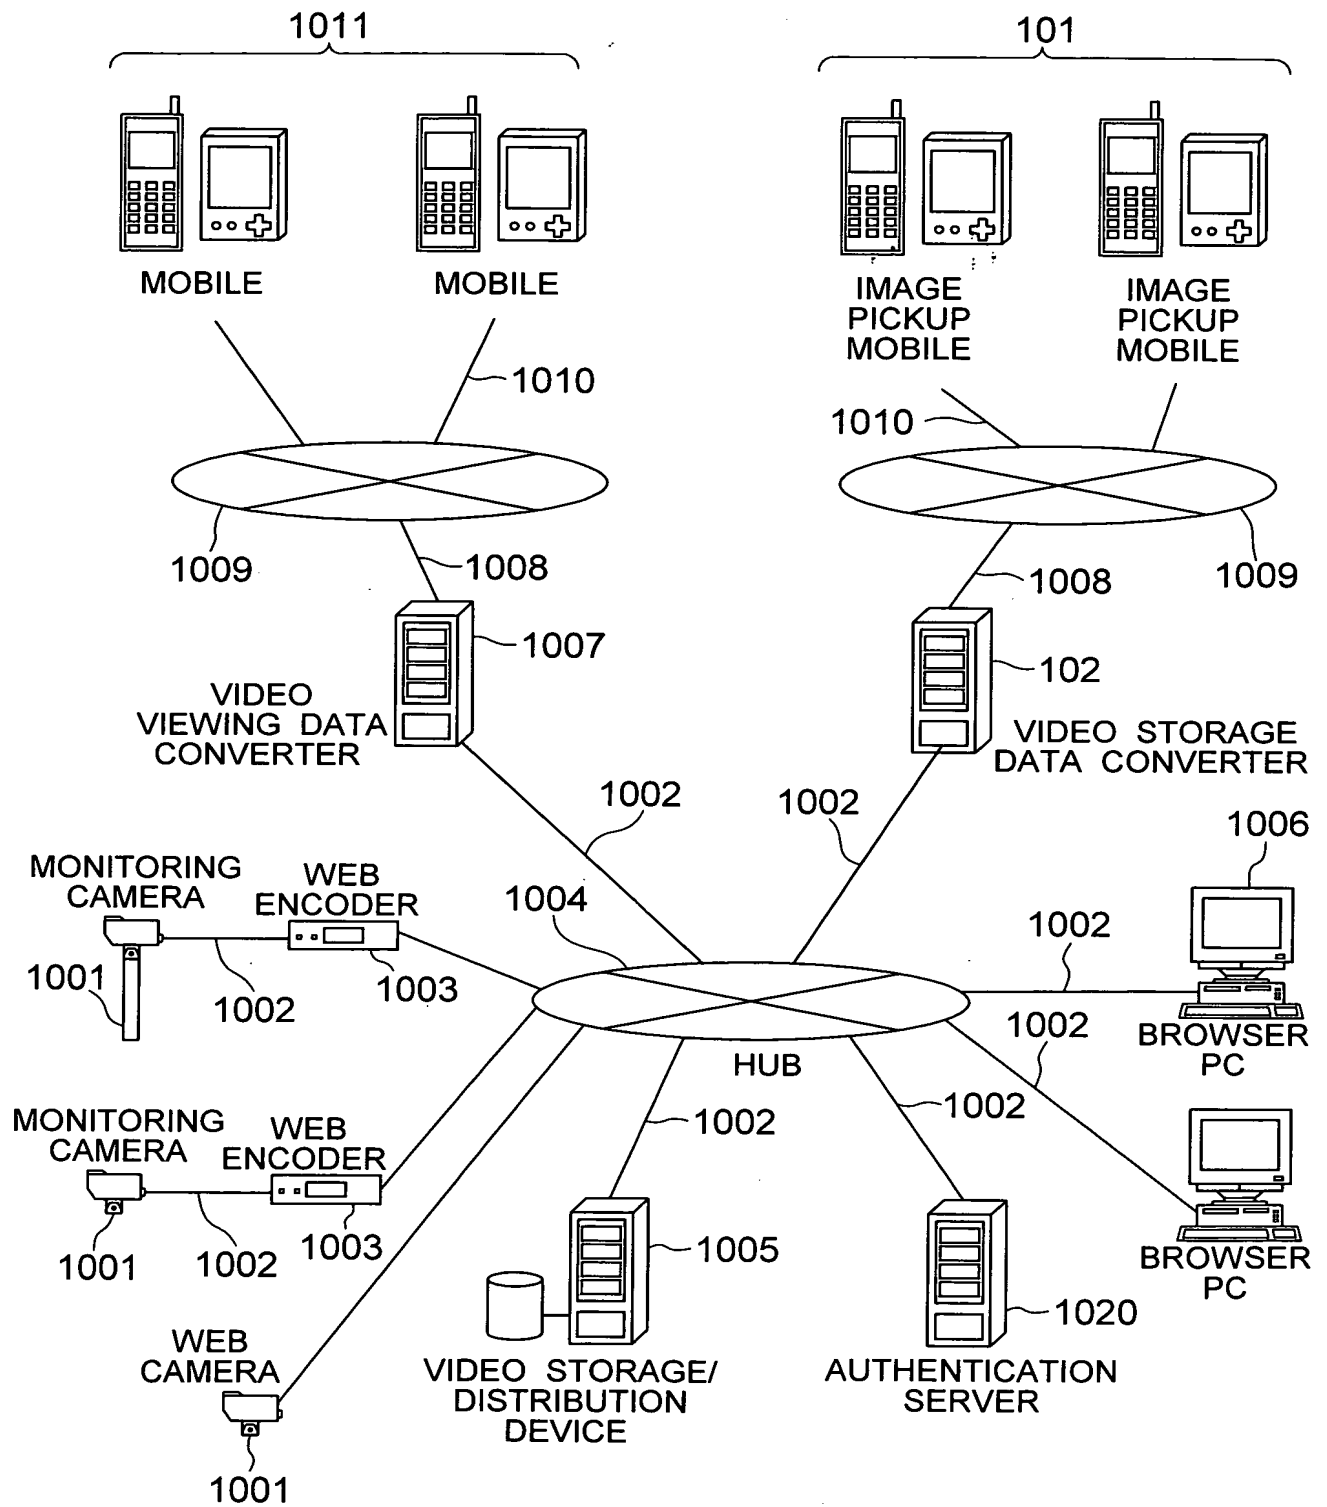 1011
101
MOBILE
MOBILE
IMAGE
PICKUP
MOBILE
IMAGE
PICKUP
MOBILE
1010
1010
1009
1008
1008
1009
1007
102
VIDEO
VIEWING DATA
CONVERTER
VIDEO STORAGE
DATA CONVERTER
1002
1002
1006
MONITORING
CAMERA
WEB
ENCODER
1004
1002
1001
1002
1003
1002
BROWSER
PC
HUB
MONITORING
CAMERA
WEB
ENCODER
1002
1002
1001
1002
1003
1005
BROWSER
PC
1020
WEB
CAMERA
VIDEO STORAGE/
DISTRIBUTION
DEVICE
AUTHENTICATION
SERVER
1001